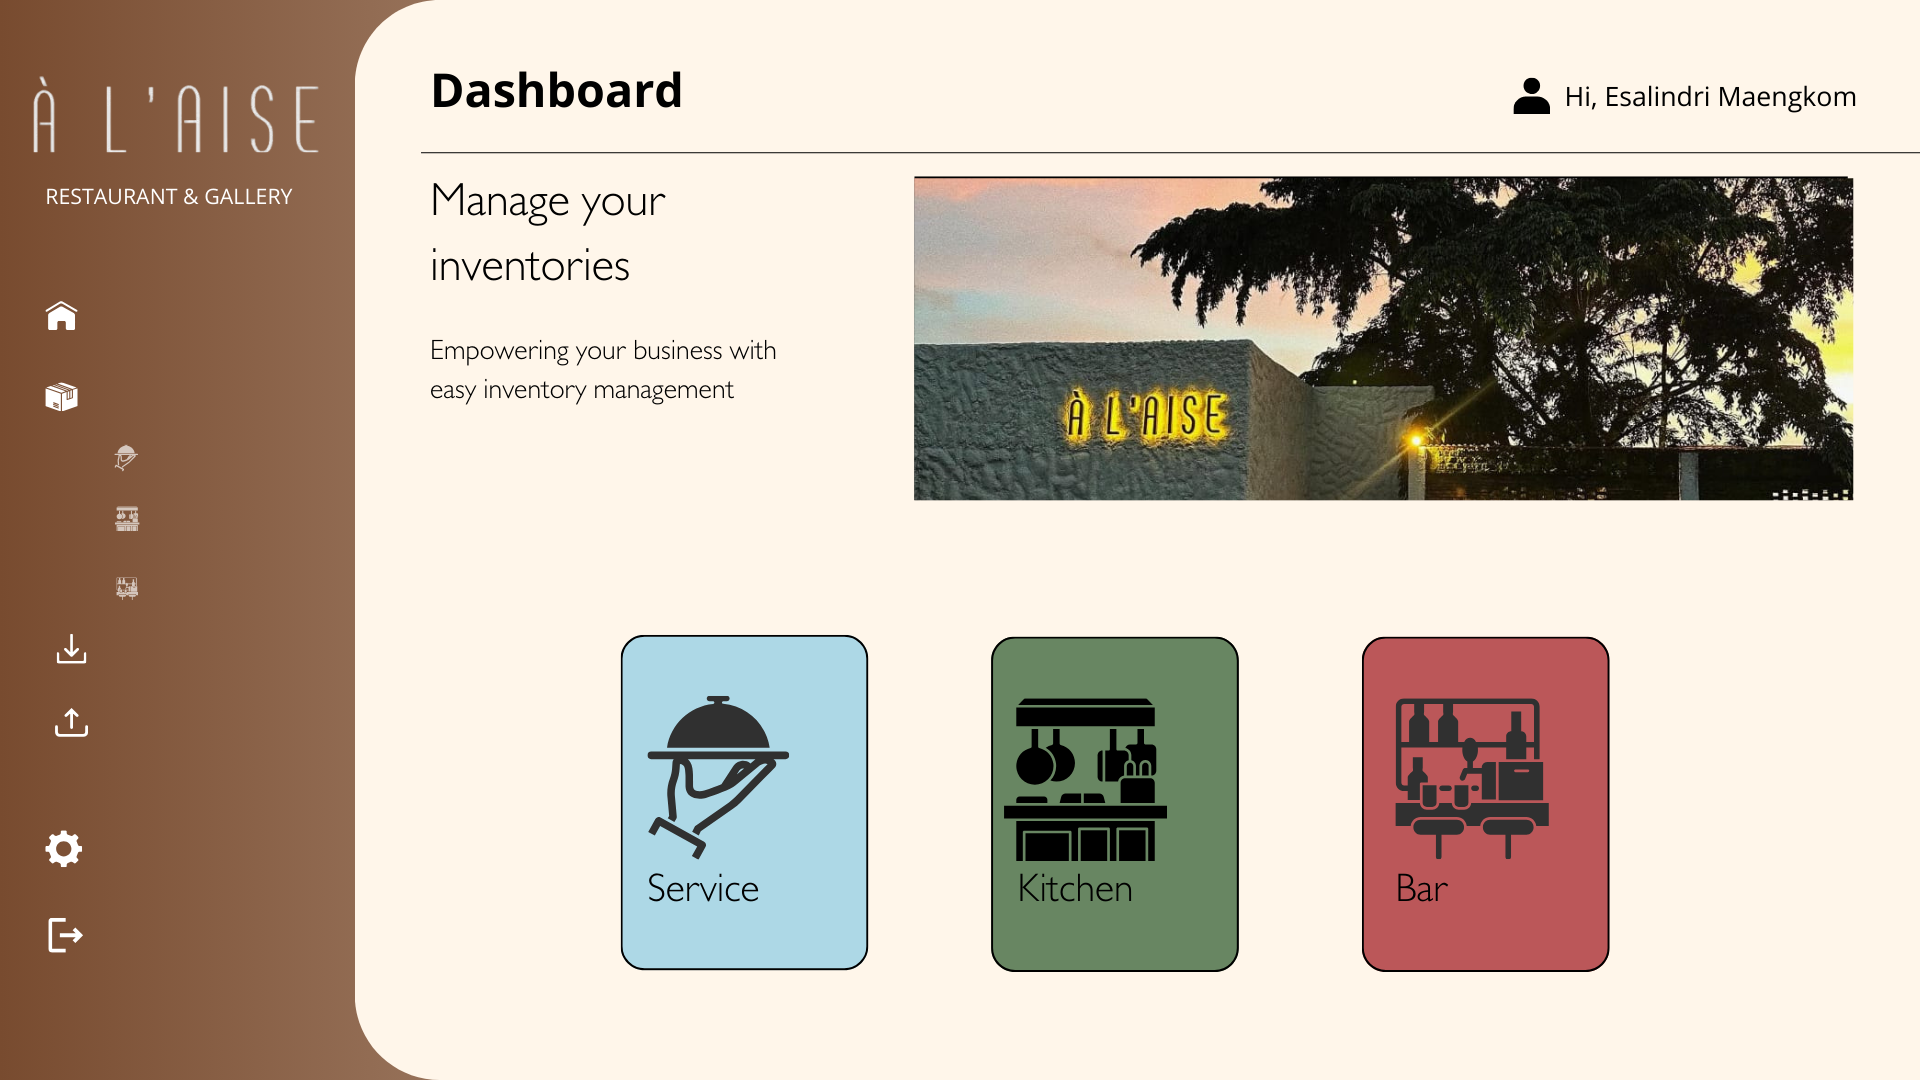 À L'AISE
RESTAURANT & GALLERY
Dashboard
Hi, Esalindri Maengkom
Manage your
inventories
Empowering your business with
easy inventory management
À L'AISE
Service
Kitchen
Bar